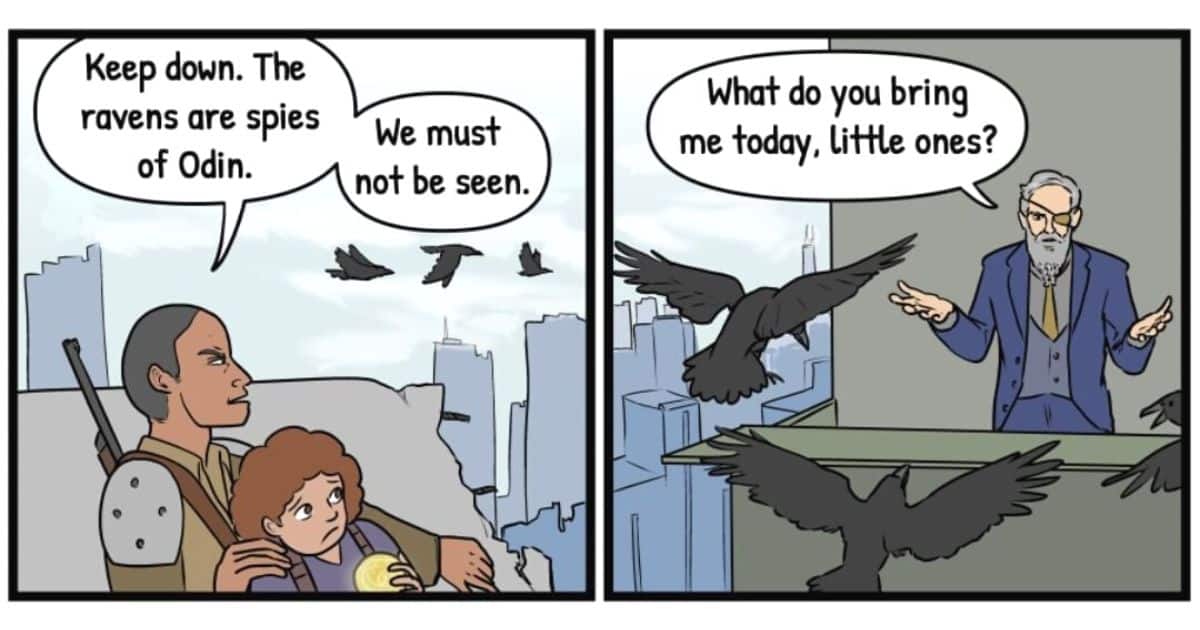 Keep down. The
ravens are spies
of Odin.
We must
not be seen.
What do you bring
me today, little ones?